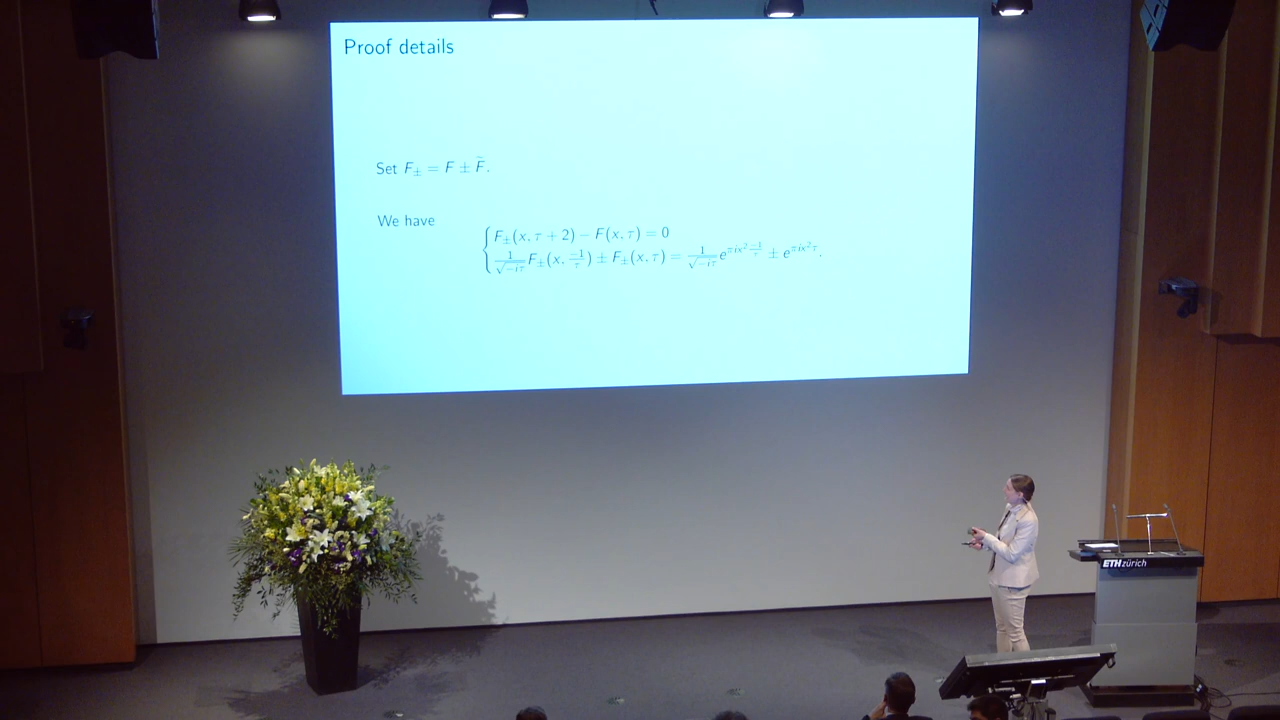 Proof details
Set F± = F ± F̃.
We have
F±(x, τ + 2) − F(x, τ) = 0
1/√−iτ F±(x, −1/τ) ± F±(x, τ) = 1/√−iτ e^{πix² −1/τ} ± e^{πix²τ}.
ETH zürich